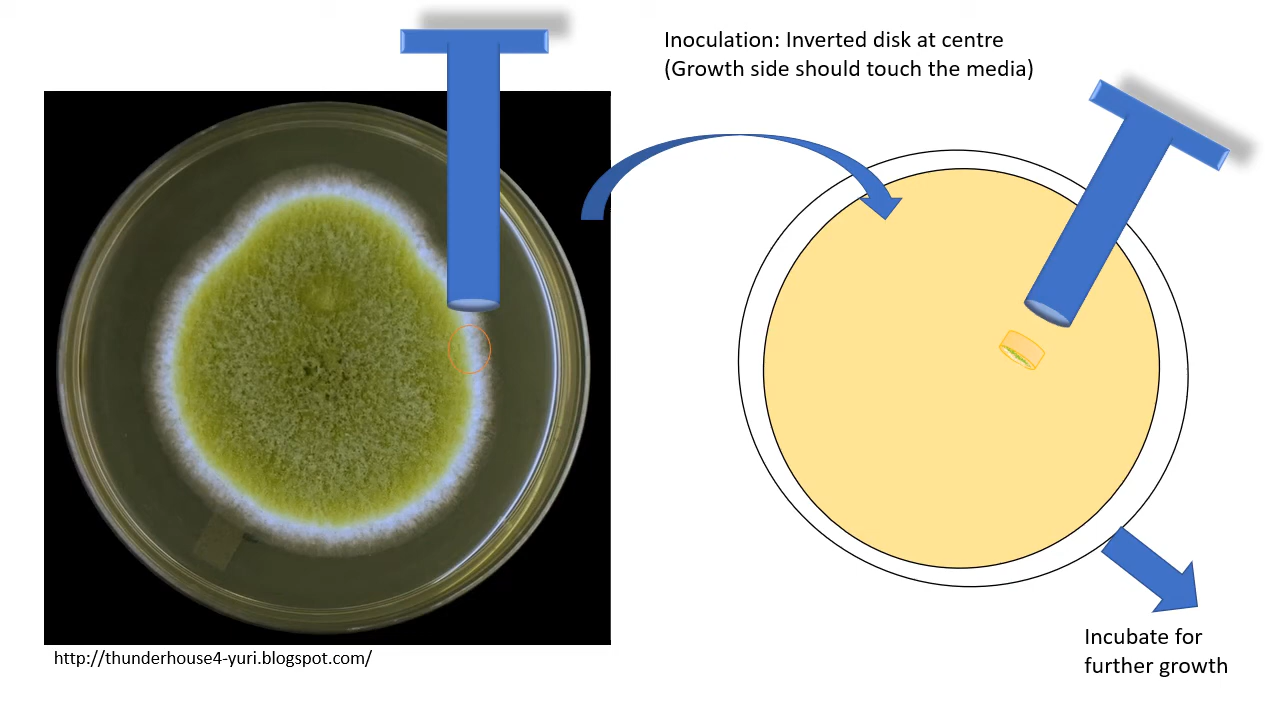 Inoculation: Inverted disk at centre
(Growth side should touch the media)
http://thunderhouse4-yuri.blogspot.com/
Incubate for
further growth